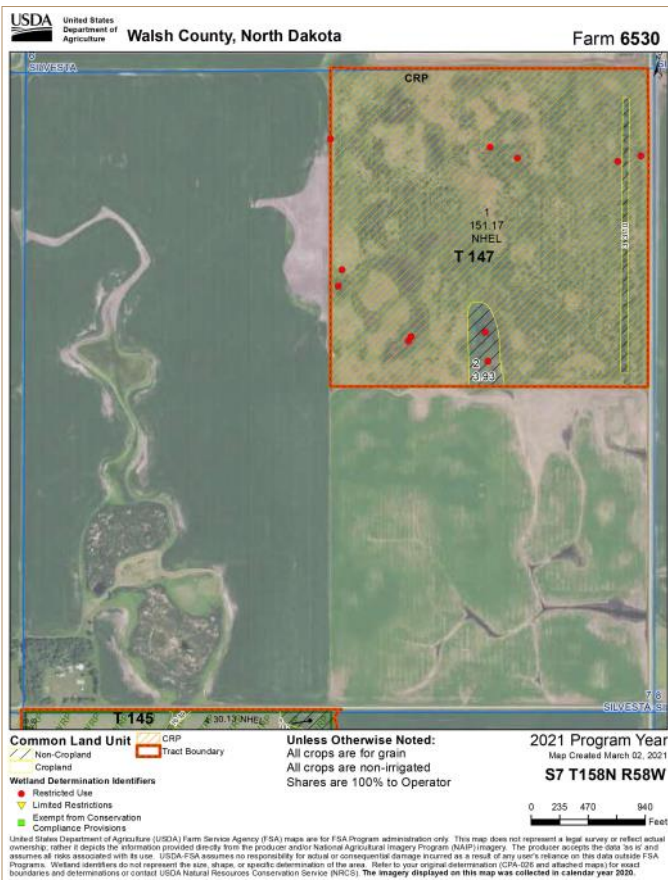 USDA
United States
Department of
Agriculture
Walsh County, North Dakota
Farm 6530
SILVESTA
CRP
1
151.17
NHEL
T 147
2
3.93
7 8
SILVESTA SI
T 145
30.13 NHEL
Common Land Unit
Non-Cropland
Cropland
CRP
Tract Boundary
Wetland Determination Identifiers
Restricted Use
Limited Restrictions
Exempt from Conservation
Compliance Provisions
Unless Otherwise Noted:
All crops are for grain
All crops are non-irrigated
Shares are 100% to Operator
2021 Program Year
Map Created March 02, 2021
S7 T158N R58W
0 235 470 940
Feet
United States Department of Agriculture (USDA) Farm Service Agency (FSA) maps are for FSA Program administration only. This map does not represent a legal survey or reflect actual
ownership; rather it depicts the information provided directly from the producer and/or National Agricultural Imagery Program (NAIP) imagery. The producer accepts the data 'as is' and
assumes all risks associated with its use. USDA-FSA assumes no responsibility for actual or consequential damage incurred as a result of any user's reliance on this data outside FSA
Programs. Wetland identifiers do not represent the size, shape, or specific determination of the area. Refer to your original determination (CPA-026 and attached maps) for exact
boundaries and determinations or contact USDA Natural Resources Conservation Service (NRCS). The imagery displayed on this map was collected in calendar year 2020.